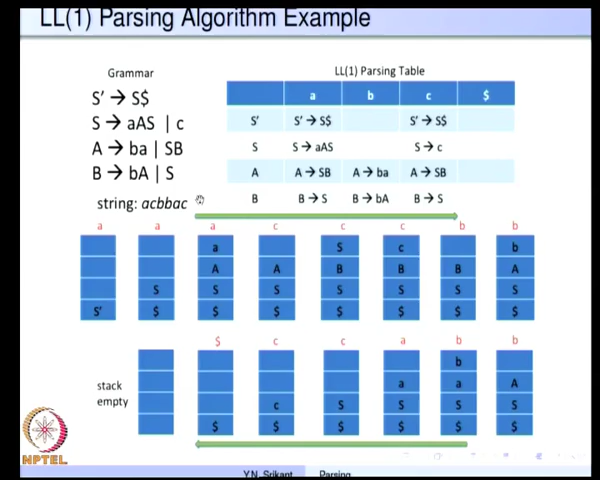 LL(1) Parsing Algorithm Example
Grammar
S' → S$
S → aAS | c
A → ba | SB
B → bA | S
string: acbbac
LL(1) Parsing Table
a b c $
S' S' → S$ S' → S$
S S → aAS S → c
A A → SB A → ba A → SB
B B → S B → bA B → S
a a a c c c b b
a S c b
A A B B B A
S S S S S S S
S' $ $ $ $ $ $ $
$ c c a b b
b
stack a a A
empty c S S S S
$ $ $ $ $ $
NPTEL
Y.N. Srikant Parsing